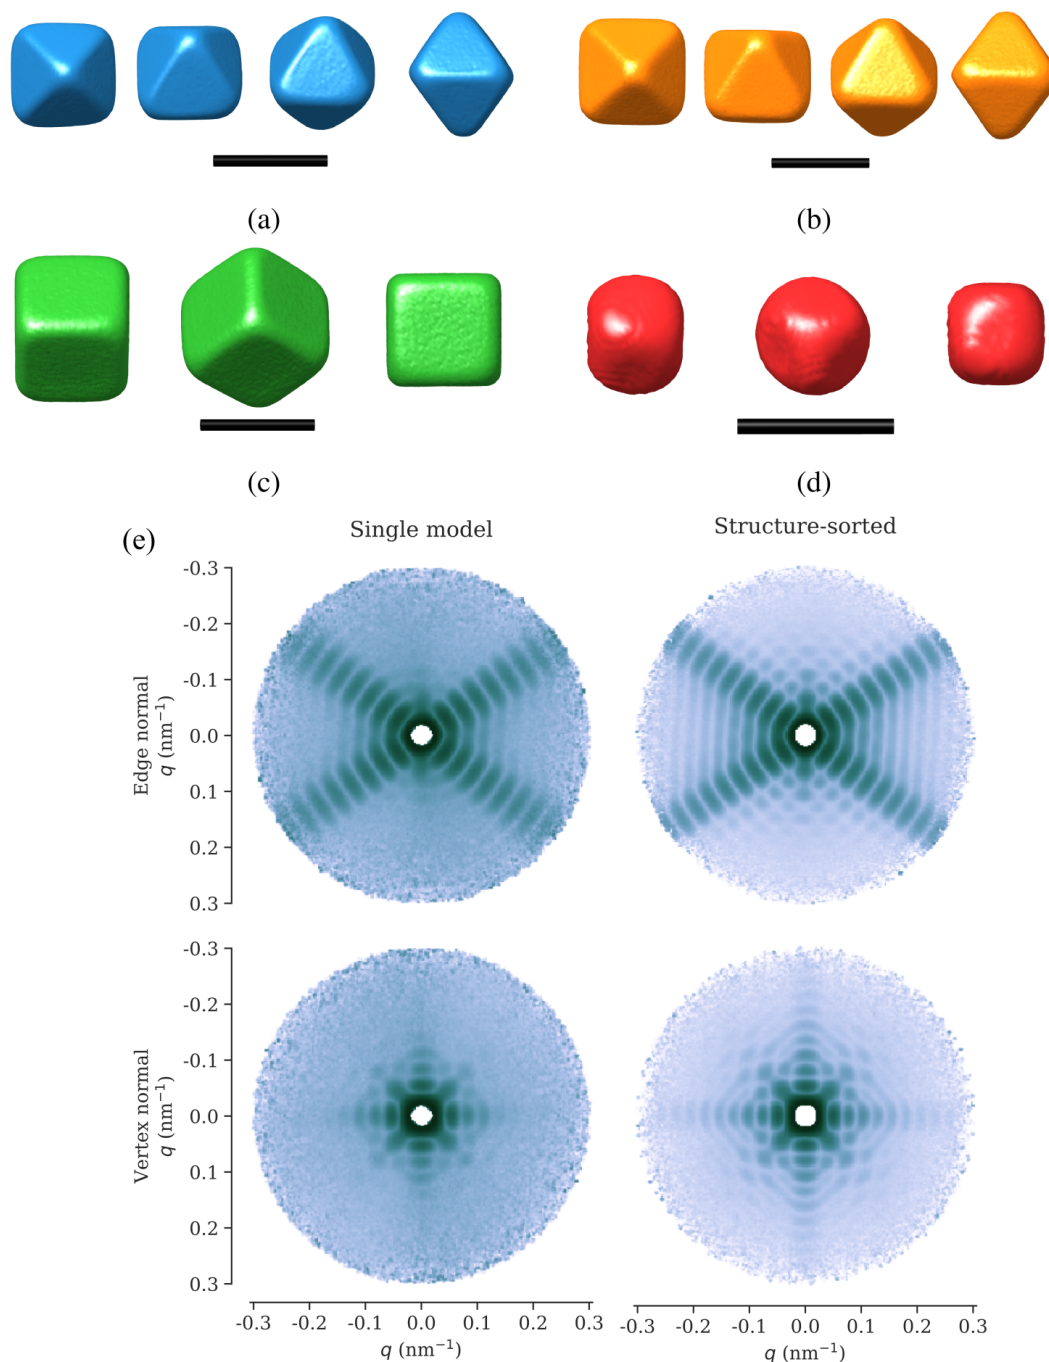 (a)
(b)
(c)
(d)
(e)
Single model
Structure-sorted
Edge normal
q (nm⁻¹)
-0.3
-0.2
-0.1
0.0
0.1
0.2
0.3
Vertex normal
q (nm⁻¹)
-0.3
-0.2
-0.1
0.0
0.1
0.2
0.3
-0.3 -0.2 -0.1 0.0 0.1 0.2 0.3
q (nm⁻¹)
-0.3 -0.2 -0.1 0.0 0.1 0.2 0.3
q (nm⁻¹)